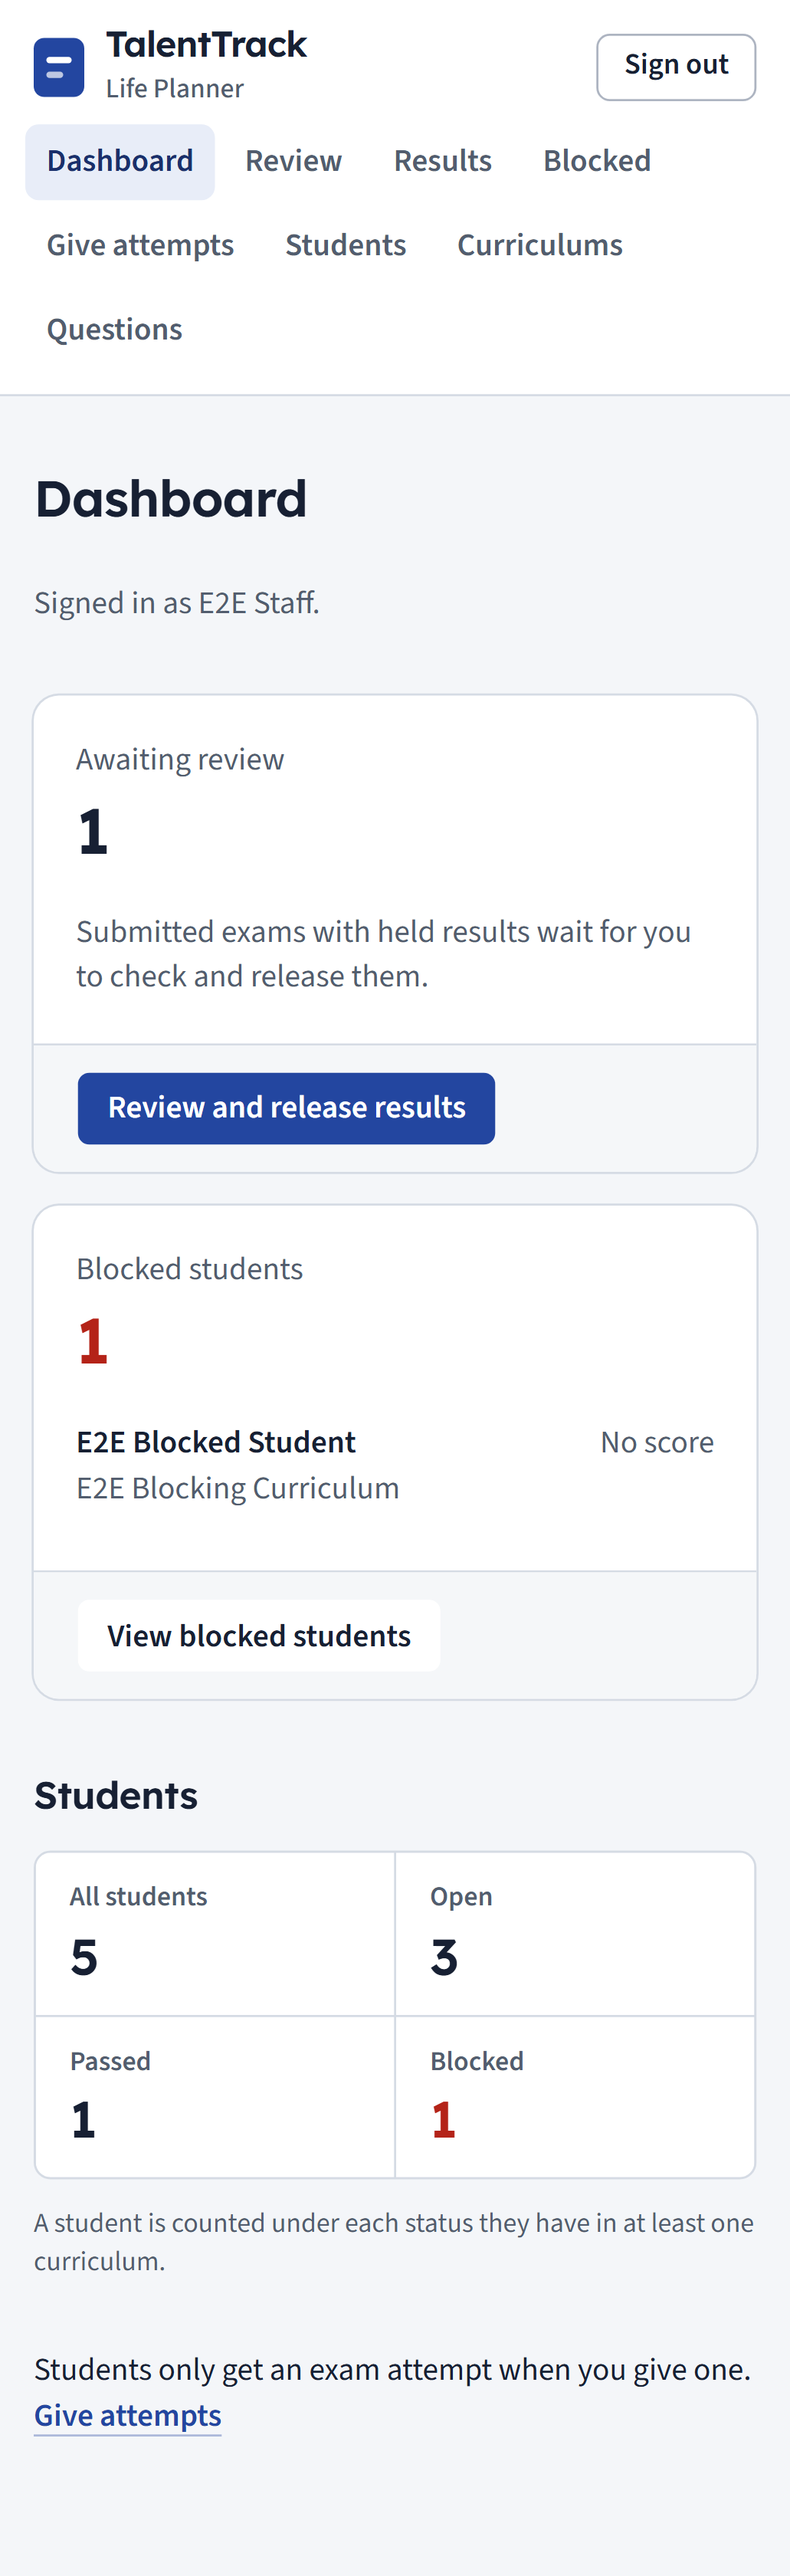 TalentTrack
Life Planner
Sign out
Dashboard
Review
Results
Blocked
Give attempts
Students
Curriculums
Questions
Dashboard
Signed in as E2E Staff.
Awaiting review
1
Submitted exams with held results wait for you
to check and release them.
Review and release results
Blocked students
1
E2E Blocked Student
No score
E2E Blocking Curriculum
View blocked students
Students
All students
5
Open
3
Passed
1
Blocked
1
A student is counted under each status they have in at least one
curriculum.
Students only get an exam attempt when you give one.
Give attempts